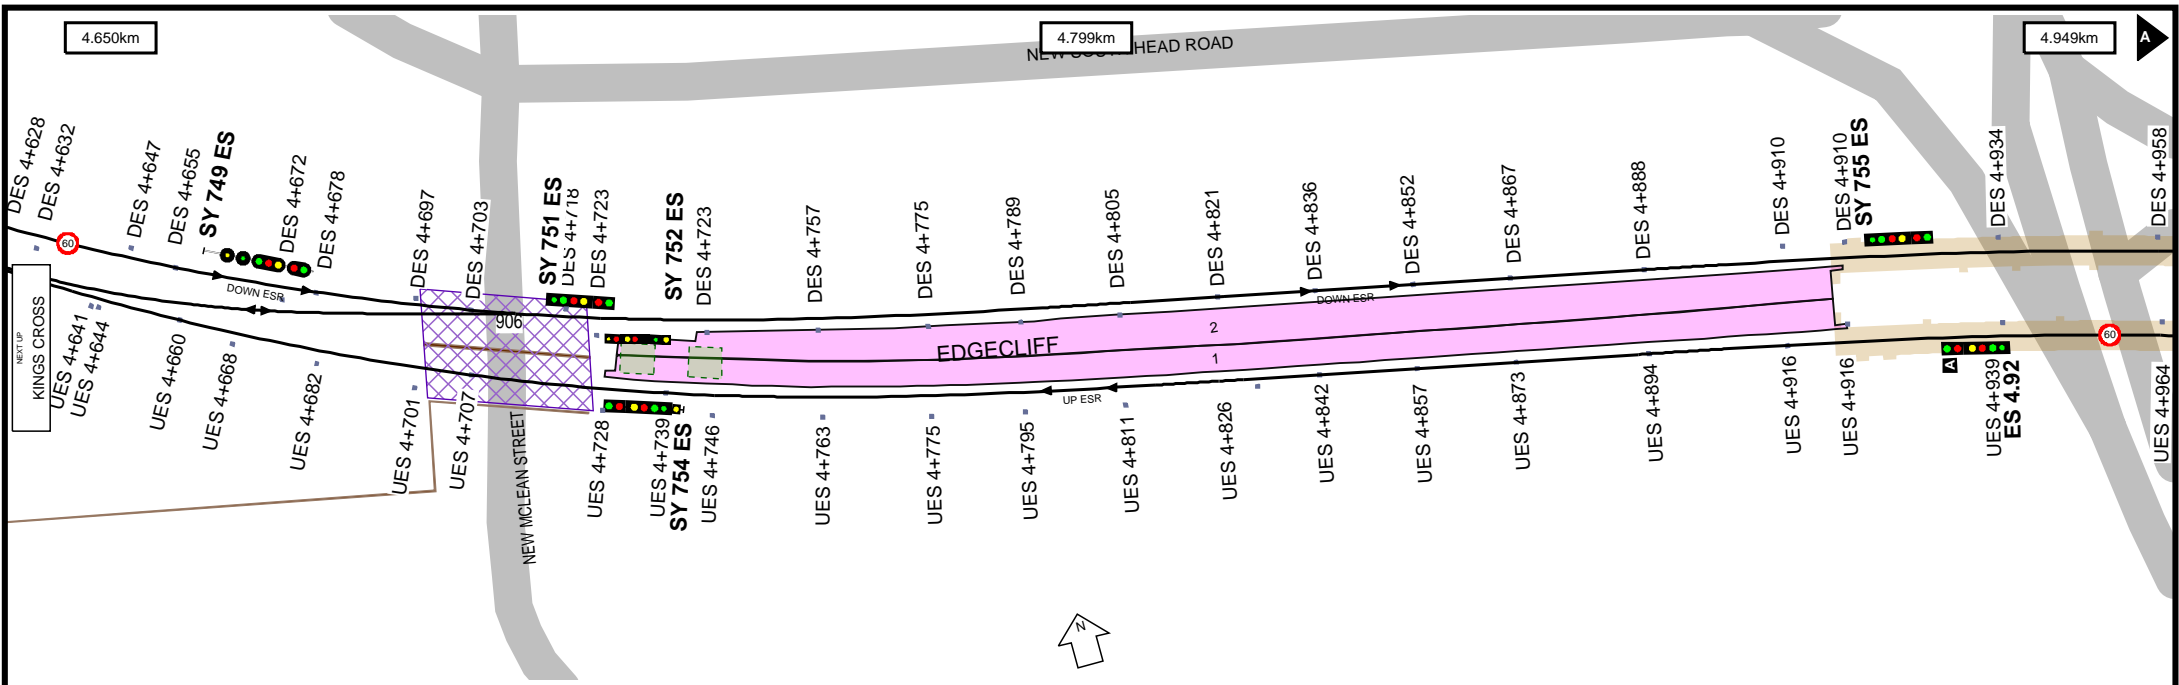 4.650km
4.799km
4.949km
A
NEW SOUTH HEAD ROAD
DES 4+628
DES 4+632
DES 4+647
DES 4+655
SY 749 ES
DES 4+672
DES 4+678
DES 4+697
DES 4+703
SY 751 ES
DES 4+718
DES 4+723
SY 752 ES
DES 4+723
DES 4+757
DES 4+775
DES 4+789
DES 4+805
DES 4+821
DES 4+836
DES 4+852
DES 4+867
DES 4+888
DES 4+910
DES 4+910
SY 755 ES
DES 4+934
DES 4+958
60
DOWN ESR
DOWN ESR
906
EDGECLIFF
2
1
UP ESR
60
A
NEXT UP
KINGS CROSS
UES 4+641
UES 4+644
UES 4+660
UES 4+668
UES 4+682
UES 4+701
UES 4+707
NEW MCLEAN STREET
UES 4+728
UES 4+739
SY 754 ES
UES 4+746
UES 4+763
UES 4+775
UES 4+795
UES 4+811
UES 4+826
UES 4+842
UES 4+857
UES 4+873
UES 4+894
UES 4+916
UES 4+916
UES 4+939
ES 4.92
UES 4+964
N